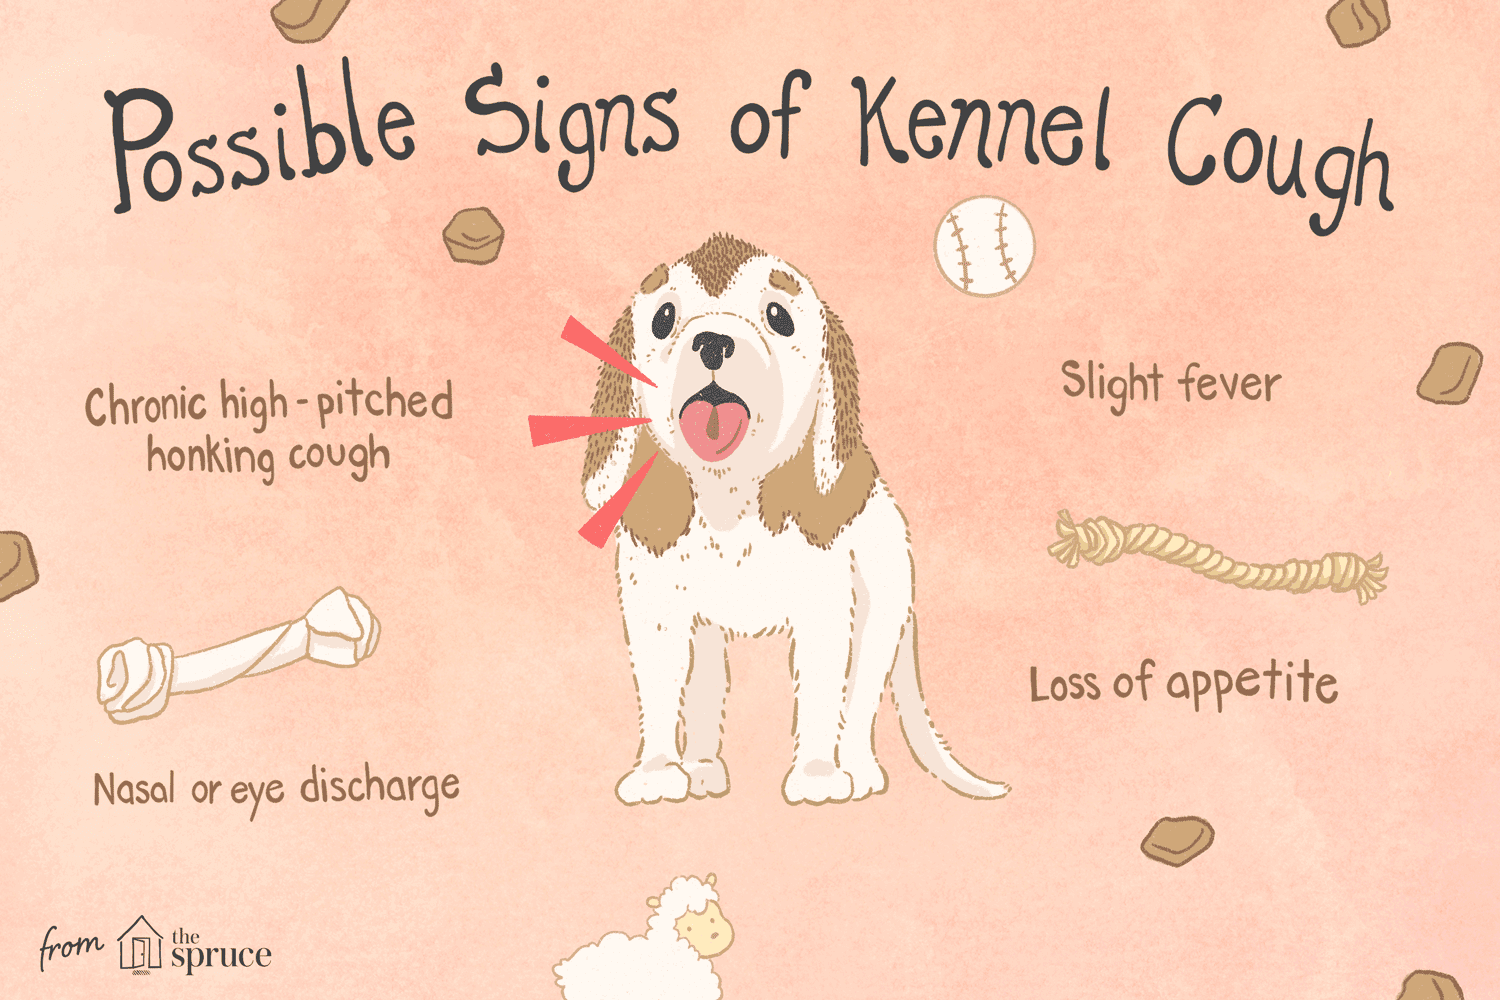 Possible Signs of Kennel Cough
Chronic high-pitched
honking cough
Slight fever
Nasal or eye discharge
Loss of appetite
from the spruce